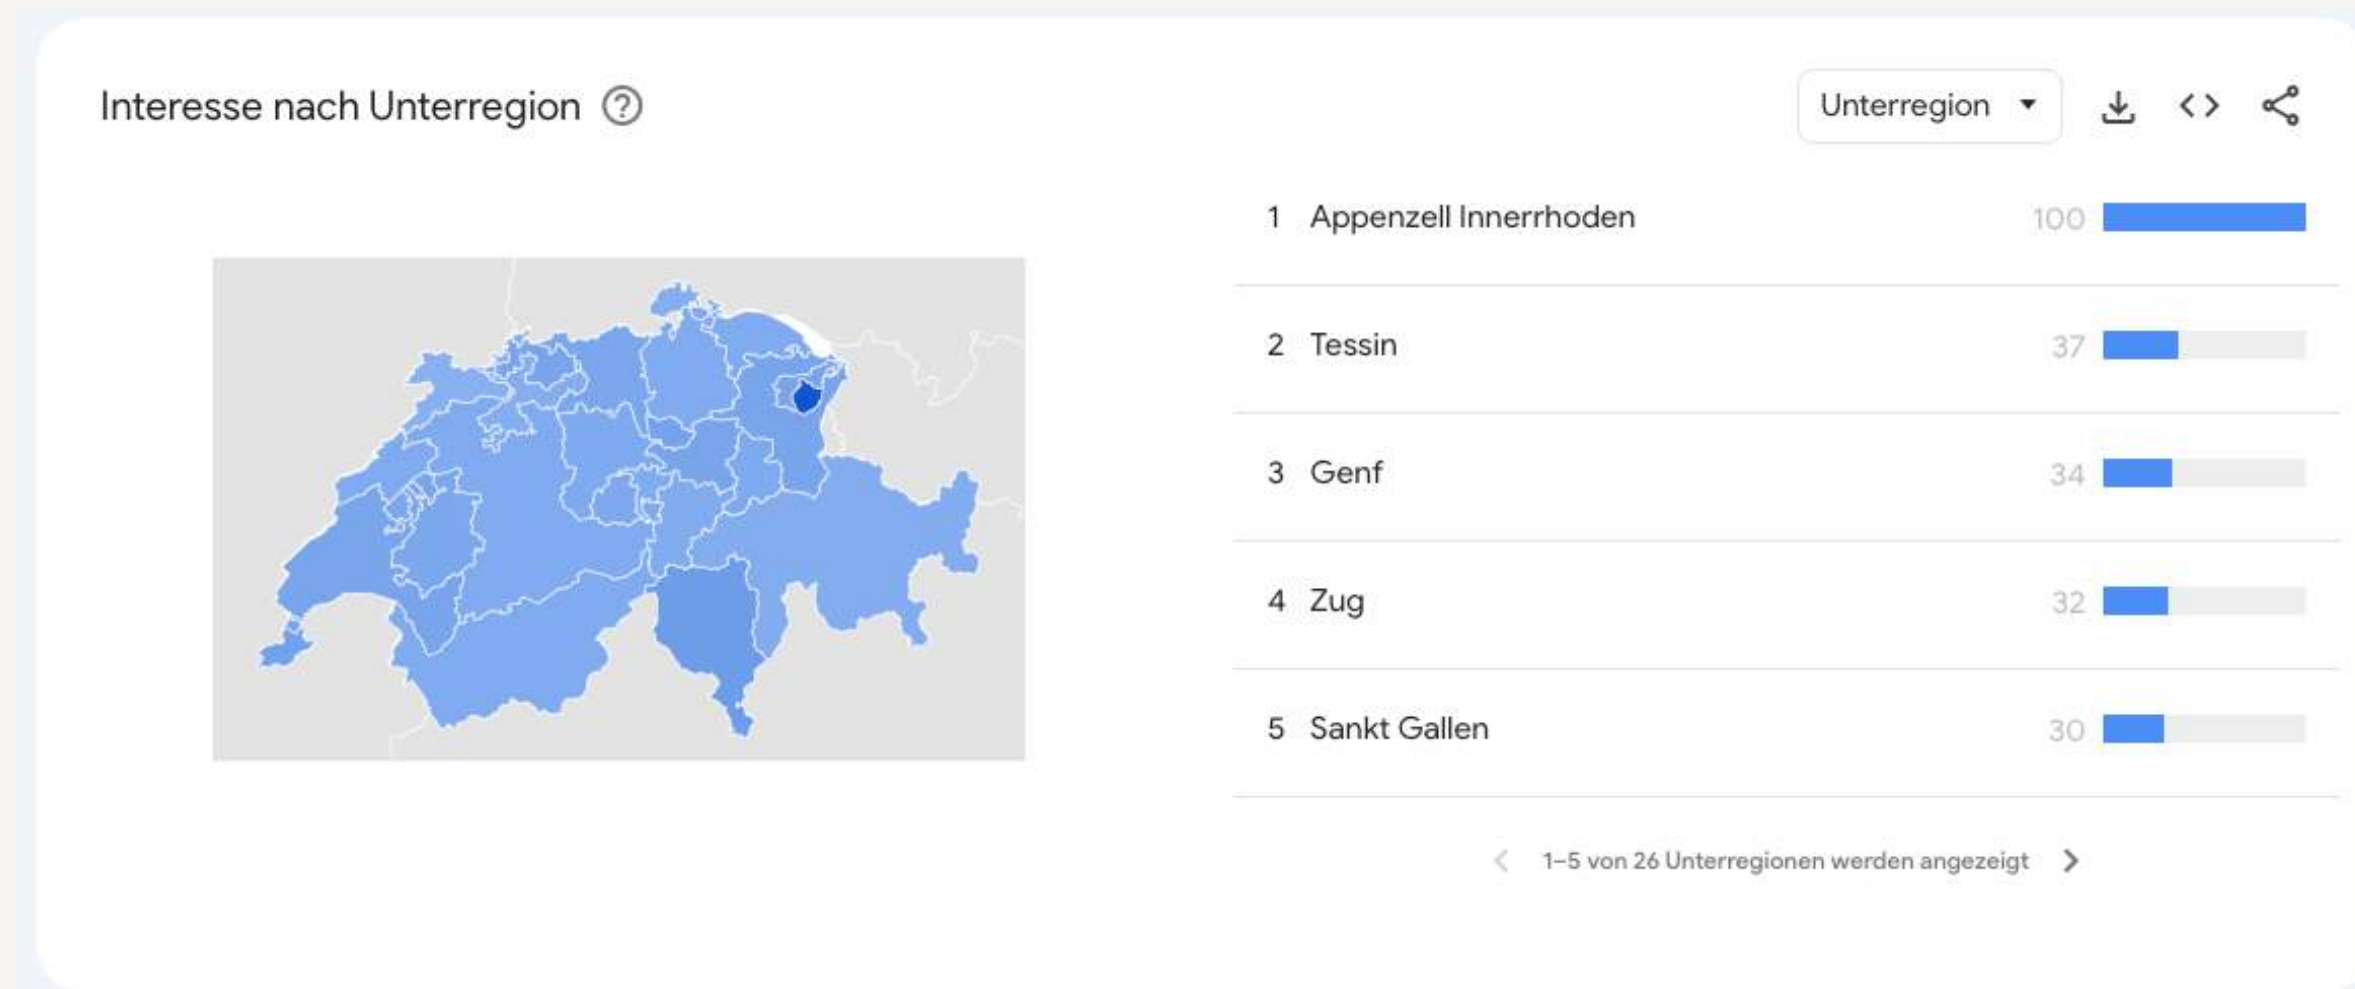 Interesse nach Unterregion
Unterregion
1 Appenzell Innerrhoden 100
2 Tessin 37
3 Genf 34
4 Zug 32
5 Sankt Gallen 30
1–5 von 26 Unterregionen werden angezeigt